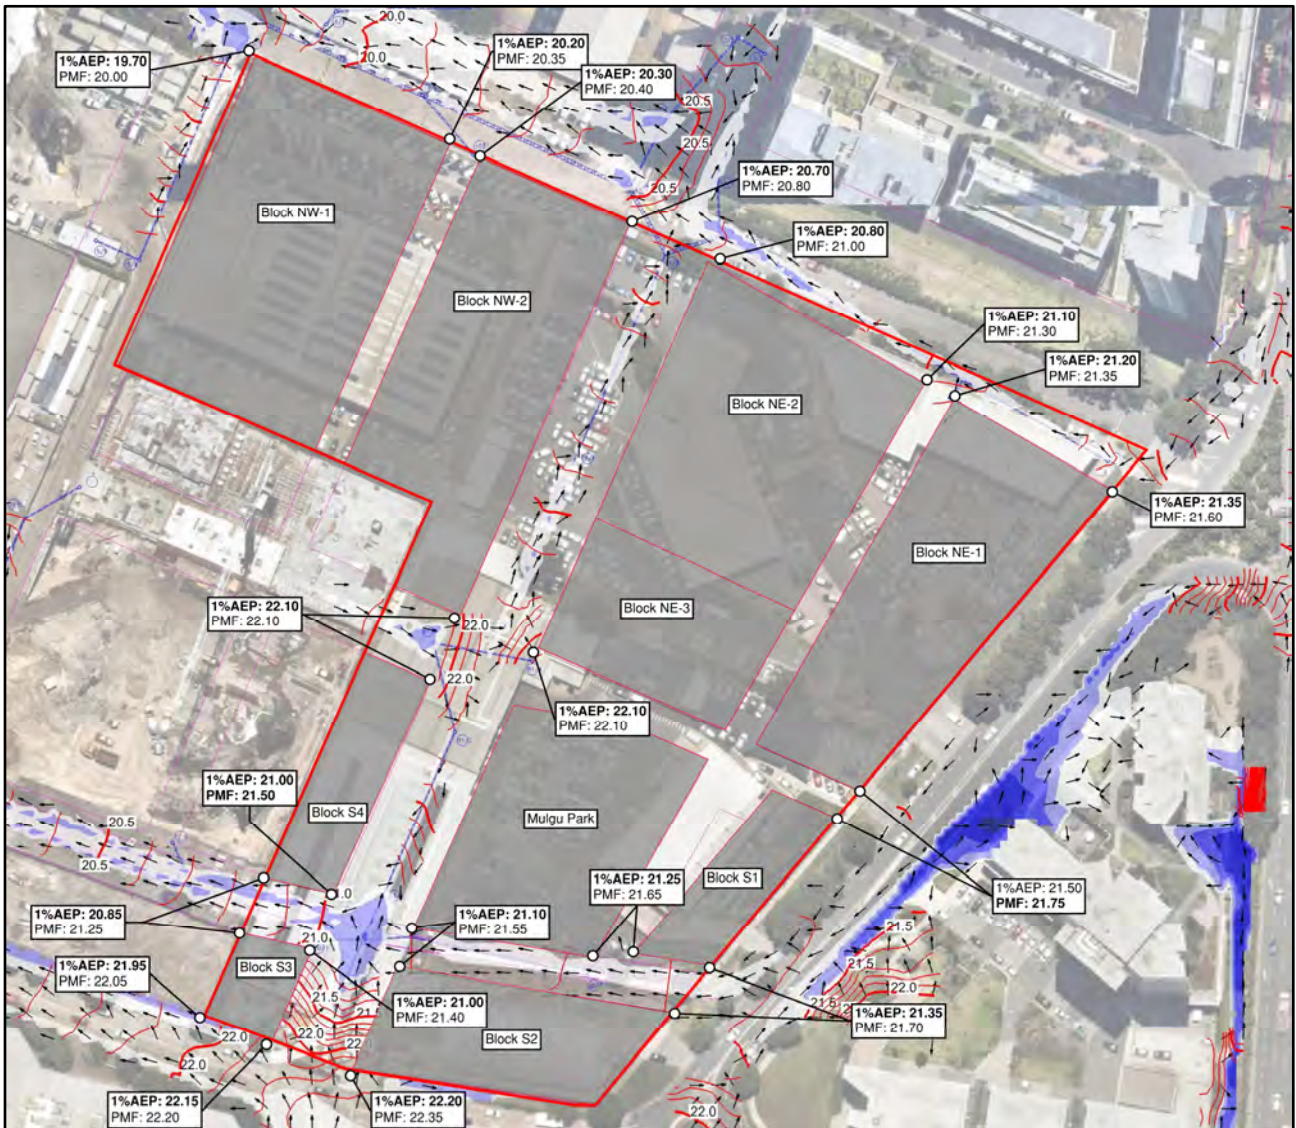 20.0
20.0
1%AEP: 19.70
PMF: 20.00
1%AEP: 20.20
PMF: 20.35
1%AEP: 20.30
PMF: 20.40
20.5
20.5
20.5
1%AEP: 20.70
PMF: 20.80
Block NW-1
1%AEP: 20.80
PMF: 21.00
Block NW-2
1%AEP: 21.10
PMF: 21.30
1%AEP: 21.20
PMF: 21.35
Block NE-2
1%AEP: 21.35
PMF: 21.60
Block NE-1
Block NE-3
1%AEP: 22.10
PMF: 22.10
22.0
22.0
1%AEP: 22.10
PMF: 22.10
1%AEP: 21.00
PMF: 21.50
Block S4
Mulgu Park
20.5
20.5
Block S1
1%AEP: 21.25
PMF: 21.65
1%AEP: 21.50
PMF: 21.75
1%AEP: 20.85
PMF: 21.25
1%AEP: 21.10
PMF: 21.55
21.0
21.5
Block S3
1%AEP: 21.95
PMF: 22.05
21.5
21.5
22.0
21.5
1%AEP: 21.00
PMF: 21.40
1%AEP: 21.35
PMF: 21.70
22.0
22.0
22.0
22.0
Block S2
1%AEP: 22.15
PMF: 22.20
1%AEP: 22.20
PMF: 22.35
22.0